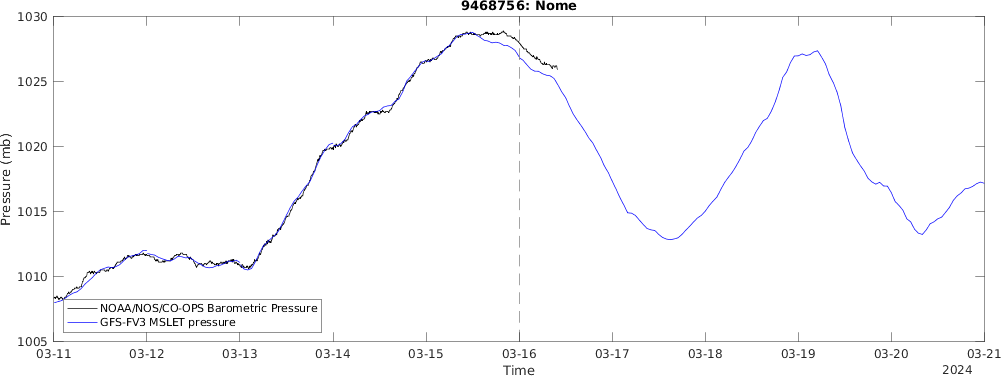 9468756: Nome
1030
1025
1020
1015
1010
1005
Pressure (mb)
NOAA/NOS/CO-OPS Barometric Pressure
GFS-FV3 MSLET pressure
03-11 03-12 03-13 03-14 03-15 03-16 03-17 03-18 03-19 03-20 03-21
Time
2024